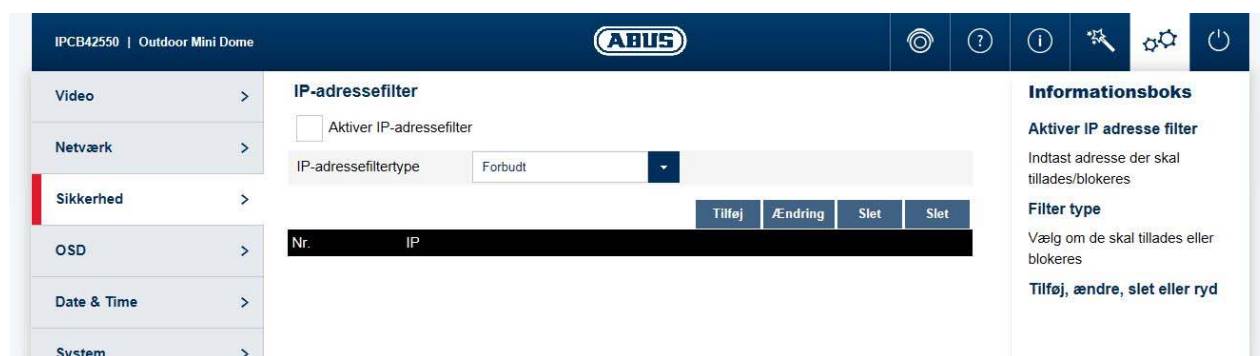 IPCB42550 | Outdoor Mini Dome
ABUS
Video
Netværk
Sikkerhed
OSD
Date & Time
System
IP-adressefilter
Aktiver IP-adressefilter
IP-adressefiltertype Forbudt
Tilføj Ændring Slet Slet
Nr. IP
Informationsboks
Aktiver IP adresse filter
Indtast adresse der skal
tillades/blokeres
Filter type
Vælg om de skal tillades eller
blokeres
Tilføj, ændre, slet eller ryd